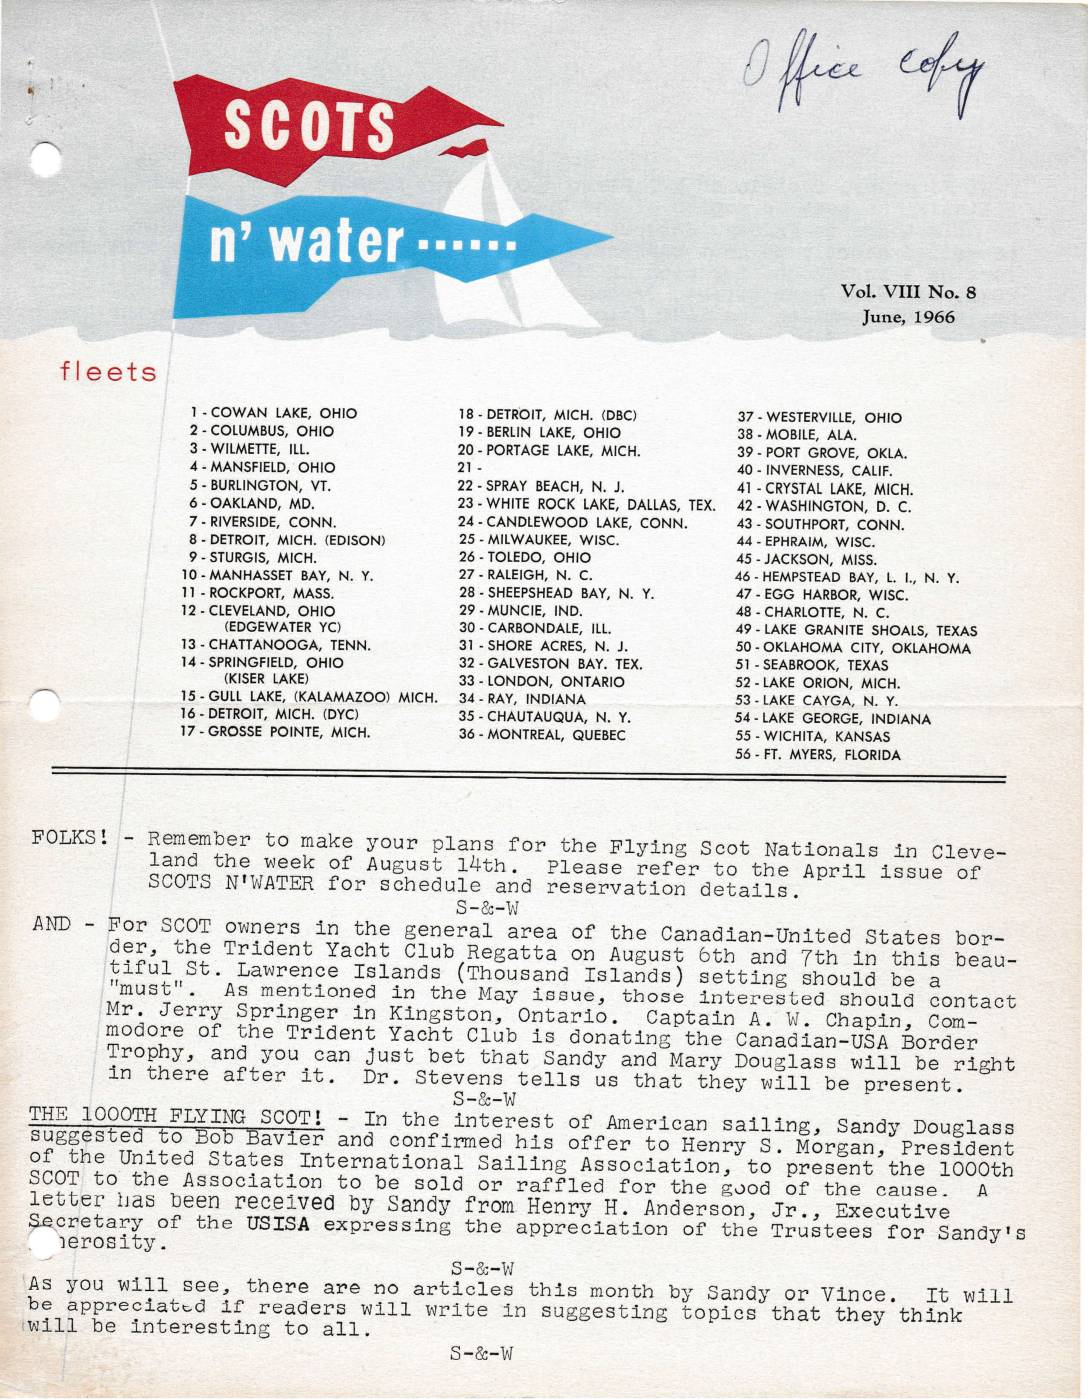 Office copy
SCOTS
n' water ......
Vol. VIII No. 8
June, 1966
fleets
1 - COWAN LAKE, OHIO
2 - COLUMBUS, OHIO
3 - WILMETTE, ILL.
4 - MANSFIELD, OHIO
5 - BURLINGTON, VT.
6 - OAKLAND, MD.
7 - RIVERSIDE, CONN.
8 - DETROIT, MICH. (EDISON)
9 - STURGIS, MICH.
10 - MANHASSET BAY, N. Y.
11 - ROCKPORT, MASS.
12 - CLEVELAND, OHIO
(EDGEWATER YC)
13 - CHATTANOOGA, TENN.
14 - SPRINGFIELD, OHIO
(KISER LAKE)
15 - GULL LAKE, (KALAMAZOO) MICH.
16 - DETROIT, MICH. (DYC)
17 - GROSSE POINTE, MICH.
18 - DETROIT, MICH. (DBC)
19 - BERLIN LAKE, OHIO
20 - PORTAGE LAKE, MICH.
21 -
22 - SPRAY BEACH, N. J.
23 - WHITE ROCK LAKE, DALLAS, TEX.
24 - CANDLEWOOD LAKE, CONN.
25 - MILWAUKEE, WISC.
26 - TOLEDO, OHIO
27 - RALEIGH, N. C.
28 - SHEEPSHEAD BAY, N. Y.
29 - MUNCIE, IND.
30 - CARBONDALE, ILL.
31 - SHORE ACRES, N. J.
32 - GALVESTON BAY. TEX.
33 - LONDON, ONTARIO
34 - RAY, INDIANA
35 - CHAUTAUQUA, N. Y.
36 - MONTREAL, QUEBEC
37 - WESTERVILLE, OHIO
38 - MOBILE, ALA.
39 - PORT GROVE, OKLA.
40 - INVERNESS, CALIF.
41 - CRYSTAL LAKE, MICH.
42 - WASHINGTON, D. C.
43 - SOUTHPORT, CONN.
44 - EPHRAIM, WISC.
45 - JACKSON, MISS.
46 - HEMPSTEAD BAY, L. I., N. Y.
47 - EGG HARBOR, WISC.
48 - CHARLOTTE, N. C.
49 - LAKE GRANITE SHOALS, TEXAS
50 - OKLAHOMA CITY, OKLAHOMA
51 - SEABROOK, TEXAS
52 - LAKE ORION, MICH.
53 - LAKE CAYGA, N. Y.
54 - LAKE GEORGE, INDIANA
55 - WICHITA, KANSAS
56 - FT. MYERS, FLORIDA
FOLKS! - Remember to make your plans for the Flying Scot Nationals in Cleve-
land the week of August 14th. Please refer to the April issue of
SCOTS N'WATER for schedule and reservation details.
S-&-W
AND - For SCOT owners in the general area of the Canadian-United States bor-
der, the Trident Yacht Club Regatta on August 6th and 7th in this beau-
tiful St. Lawrence Islands (Thousand Islands) setting should be a
"must". As mentioned in the May issue, those interested should contact
Mr. Jerry Springer in Kingston, Ontario. Captain A. W. Chapin, Com-
modore of the Trident Yacht Club is donating the Canadian-USA Border
Trophy, and you can just bet that Sandy and Mary Douglass will be right
in there after it. Dr. Stevens tells us that they will be present.
S-&-W
THE 1000TH FLYING SCOT! - In the interest of American sailing, Sandy Douglass
suggested to Bob Bavier and confirmed his offer to Henry S. Morgan, President
of the United States International Sailing Association, to present the 1000th
SCOT to the Association to be sold or raffled for the good of the cause. A
letter has been received by Sandy from Henry H. Anderson, Jr., Executive
Secretary of the USISA expressing the appreciation of the Trustees for Sandy's
nerosity.
S-&-W
As you will see, there are no articles this month by Sandy or Vince. It will
be appreciated if readers will write in suggesting topics that they think
will be interesting to all.
S-&-W